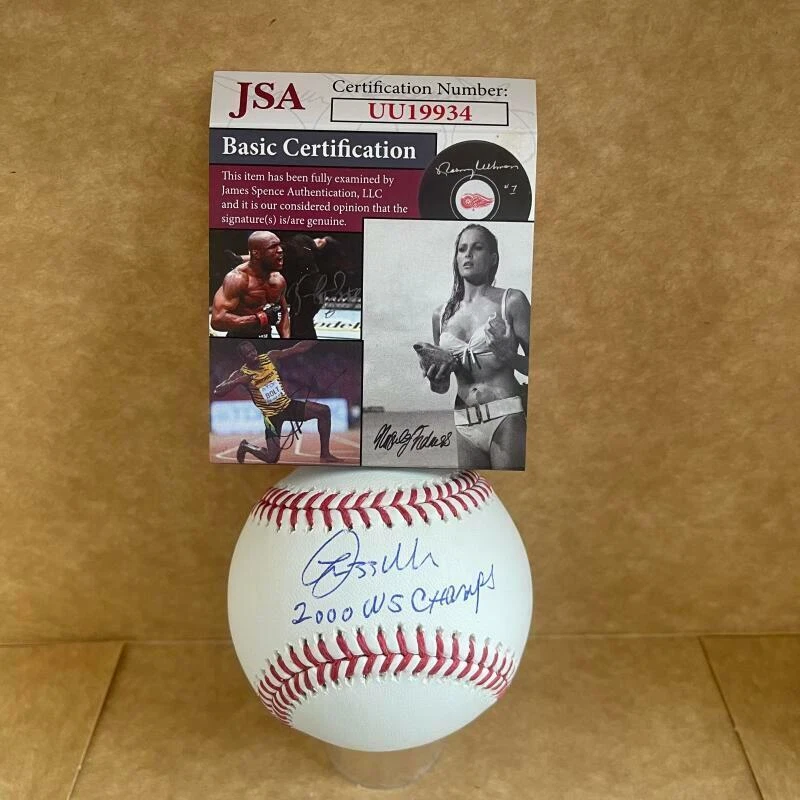 JSA
Certification Number:
UU19934
Basic Certification
This item has been fully examined by
James Spence Authentication, LLC
and it is our considered opinion that the
signature(s) is/are genuine.
BOLT
2000 WS CHAMPS